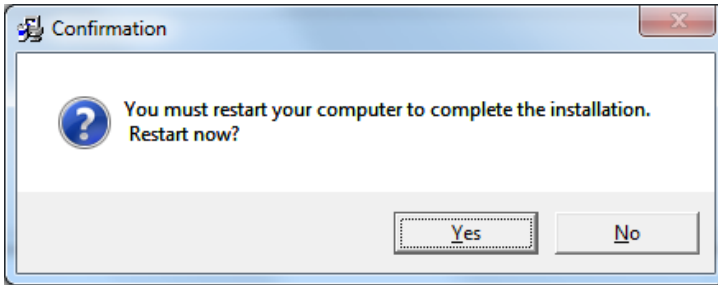 Confirmation
You must restart your computer to complete the installation.
Restart now?
Yes
No